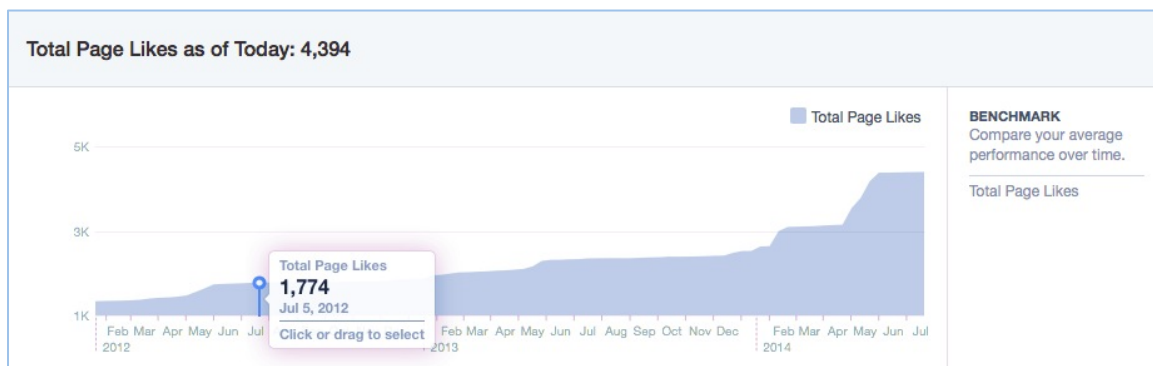 Total Page Likes as of Today: 4,394
Total Page Likes
BENCHMARK
Compare your average
performance over time.
Total Page Likes
5K
3K
1K
Total Page Likes
1,774
Jul 5, 2012
Click or drag to select
Feb Mar Apr May Jun Jul Feb Mar Apr May Jun Jul Aug Sep Oct Nov Dec Feb Mar Apr May Jun Jul
2012 2013 2014